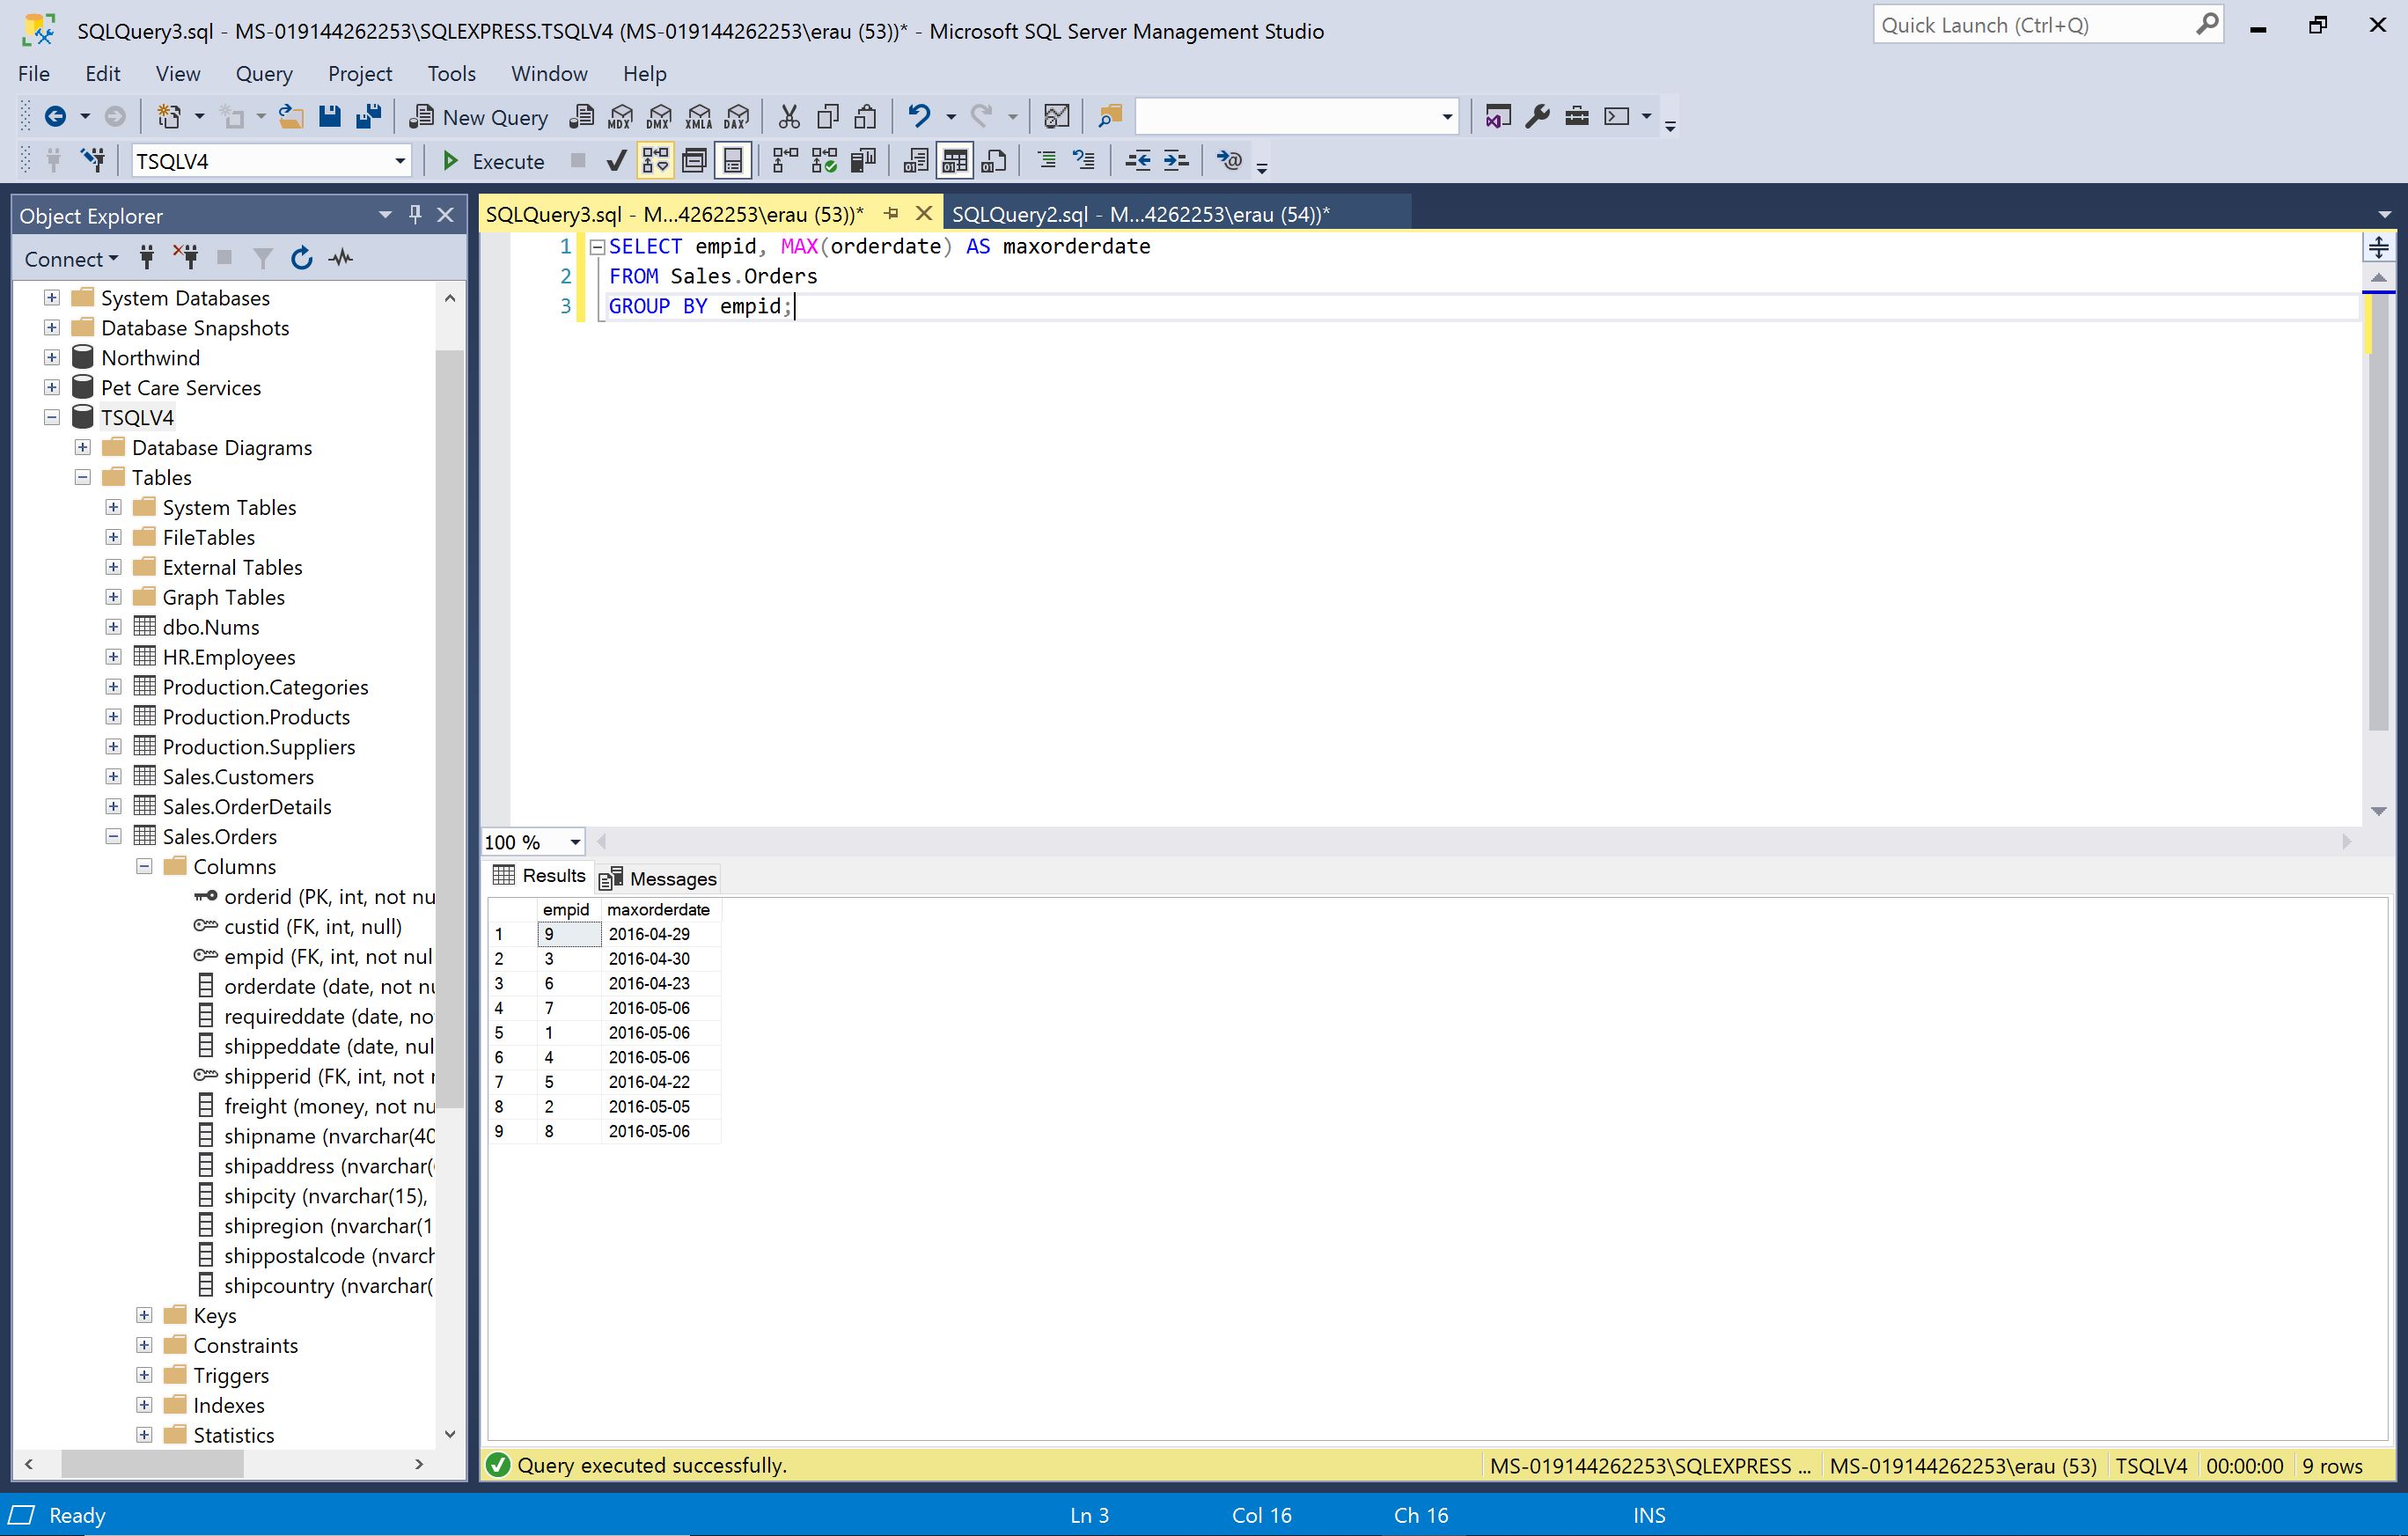 SQLQuery3.sql - MS-019144262253\SQLEXPRESS.TSQLV4 (MS-019144262253\erau (53))* - Microsoft SQL Server Management Studio
Quick Launch (Ctrl+Q)
File Edit View Query Project Tools Window Help
New Query MDX DMX XMLA DAX
TSQLV4 Execute
Object Explorer
Connect
System Databases
Database Snapshots
Northwind
Pet Care Services
TSQLV4
Database Diagrams
Tables
System Tables
FileTables
External Tables
Graph Tables
dbo.Nums
HR.Employees
Production.Categories
Production.Products
Production.Suppliers
Sales.Customers
Sales.OrderDetails
Sales.Orders
Columns
orderid (PK, int, not nu
custid (FK, int, null)
empid (FK, int, not nul
orderdate (date, not nu
requireddate (date, no
shippeddate (date, nul
shipperid (FK, int, not r
freight (money, not nu
shipname (nvarchar(40
shipaddress (nvarchar(
shipcity (nvarchar(15),
shipregion (nvarchar(1
shippostalcode (nvarch
shipcountry (nvarchar(
Keys
Constraints
Triggers
Indexes
Statistics
SQLQuery3.sql - M...4262253\erau (53))* SQLQuery2.sql - M...4262253\erau (54))*
1 SELECT empid, MAX(orderdate) AS maxorderdate
2 FROM Sales.Orders
3 GROUP BY empid;
100 %
Results Messages
empid maxorderdate
1 9 2016-04-29
2 3 2016-04-30
3 6 2016-04-23
4 7 2016-05-06
5 1 2016-05-06
6 4 2016-05-06
7 5 2016-04-22
8 2 2016-05-05
9 8 2016-05-06
Query executed successfully. MS-019144262253\SQLEXPRESS ... MS-019144262253\erau (53) TSQLV4 00:00:00 9 rows
Ready Ln 3 Col 16 Ch 16 INS